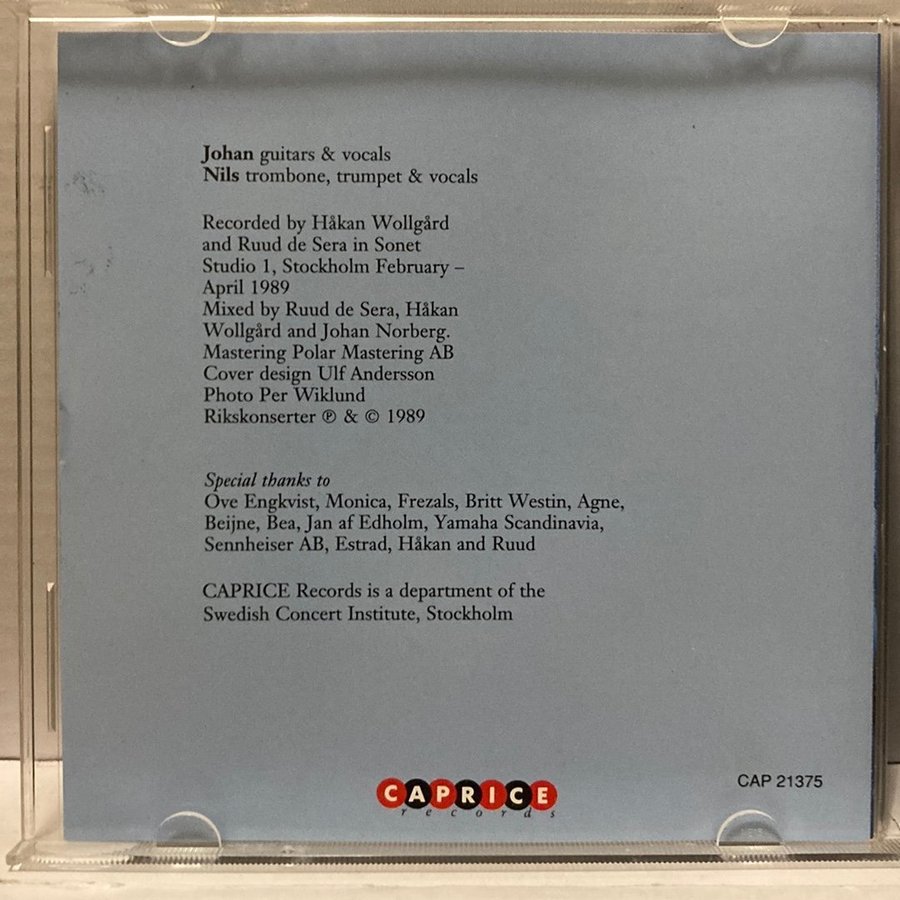 Johan guitars & vocals
Nils trombone, trumpet & vocals
Recorded by Håkan Wollgård
and Ruud de Sera in Sonet
Studio 1, Stockholm February –
April 1989
Mixed by Ruud de Sera, Håkan
Wollgård and Johan Norberg.
Mastering Polar Mastering AB
Cover design Ulf Andersson
Photo Per Wiklund
Rikskonserter ℗ & © 1989
Special thanks to
Ove Engkvist, Monica, Frezals, Britt Westin, Agne,
Beijne, Bea, Jan af Edholm, Yamaha Scandinavia,
Sennheiser AB, Estrad, Håkan and Ruud
CAPRICE Records is a department of the
Swedish Concert Institute, Stockholm
CAPRICE
records
CAP 21375